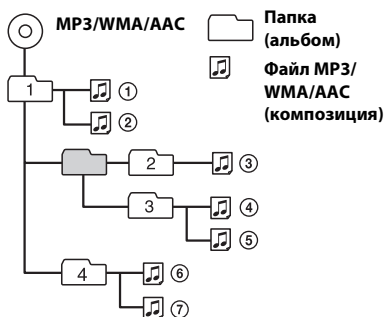 MP3/WMA/AAC
Папка
(альбом)
Файл MP3/
WMA/AAC
(композиция)
1
①
②
2
③
3
④
⑤
4
⑥
⑦